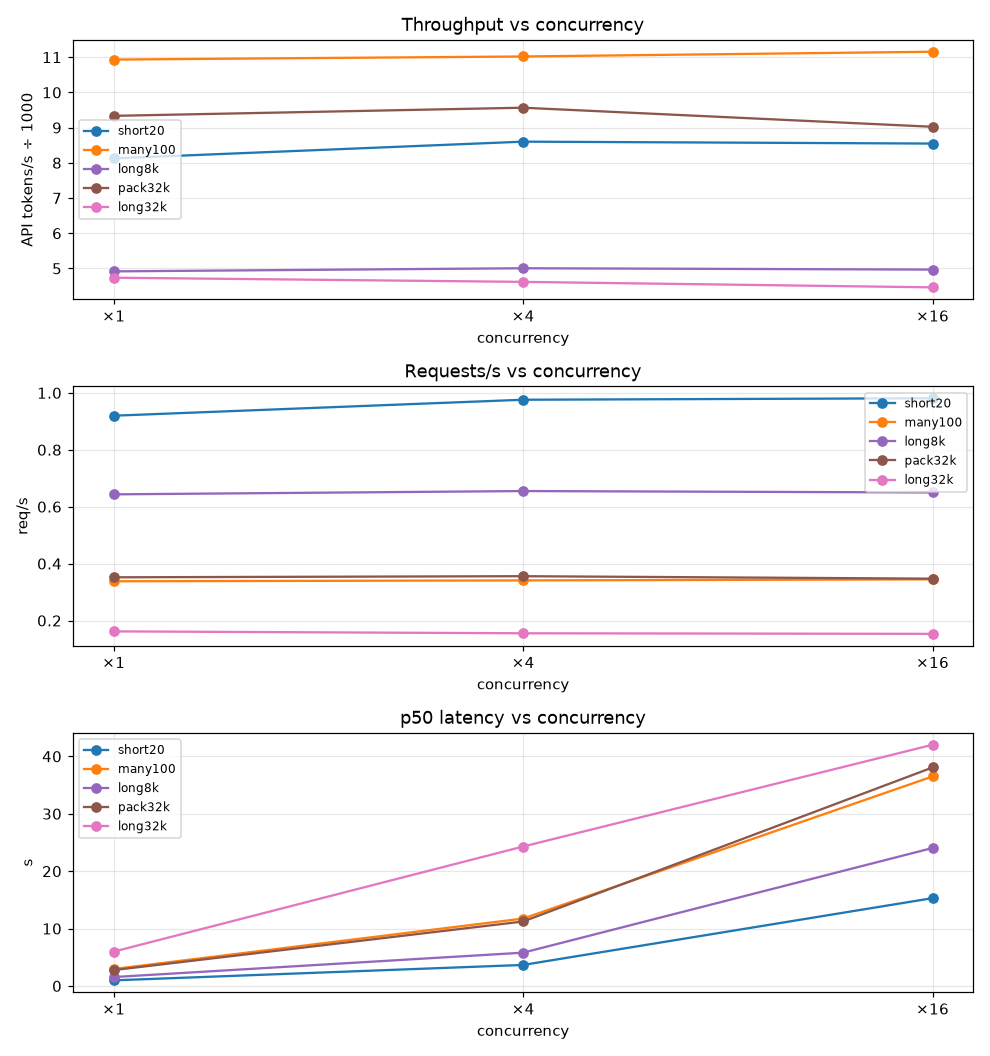 Throughput vs concurrency
API tokens/s ÷ 1000
11
10
9
8
7
6
5
short20
many100
long8k
pack32k
long32k
×1
×4
×16
concurrency
Requests/s vs concurrency
req/s
1.0
0.8
0.6
0.4
0.2
short20
many100
long8k
pack32k
long32k
×1
×4
×16
concurrency
p50 latency vs concurrency
s
40
30
20
10
0
short20
many100
long8k
pack32k
long32k
×1
×4
×16
concurrency